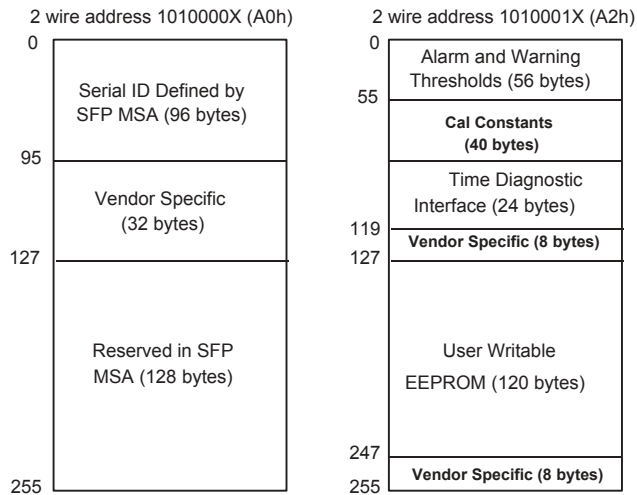 2 wire address 1010000X (A0h)
0
Serial ID Defined by
SFP MSA (96 bytes)
95
Vendor Specific
(32 bytes)
127
Reserved in SFP
MSA (128 bytes)
255
2 wire address 1010001X (A2h)
0
Alarm and Warning
Thresholds (56 bytes)
55
Cal Constants
(40 bytes)
Time Diagnostic
Interface (24 bytes)
119
Vendor Specific (8 bytes)
127
User Writable
EEPROM (120 bytes)
247
Vendor Specific (8 bytes)
255